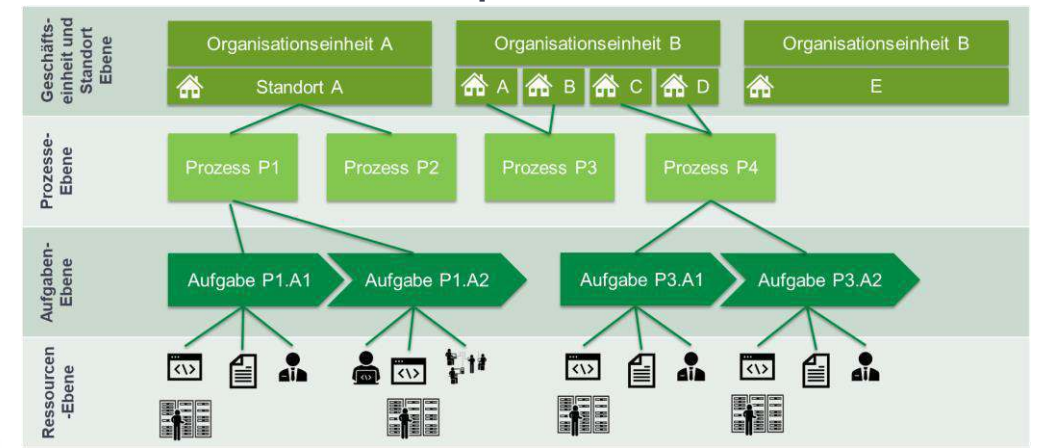 Geschäfts-
einheit und
Standort
Ebene
Organisationseinheit A
Organisationseinheit B
Organisationseinheit B
Standort A
A
B
C
D
E
Prozesse-
Ebene
Prozess P1
Prozess P2
Prozess P3
Prozess P4
Aufgaben-
Ebene
Aufgabe P1.A1
Aufgabe P1.A2
Aufgabe P3.A1
Aufgabe P3.A2
Ressourcen
-Ebene